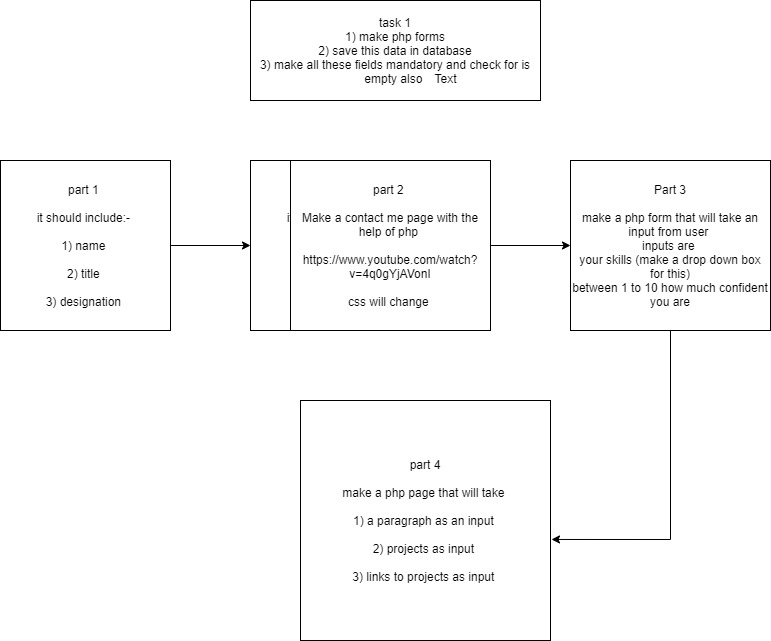 task 1
1) make php forms
2) save this data in database
3) make all these fields mandatory and check for is
empty also Text
part 1
it should include:-
1) name
2) title
3) designation
part 2
Make a contact me page with the
help of php
https://www.youtube.com/watch?
v=4q0gYjAVonI
css will change
Part 3
make a php form that will take an
input from user
inputs are
your skills (make a drop down box
for this)
between 1 to 10 how much confident
you are
part 4
make a php page that will take
1) a paragraph as an input
2) projects as input
3) links to projects as input